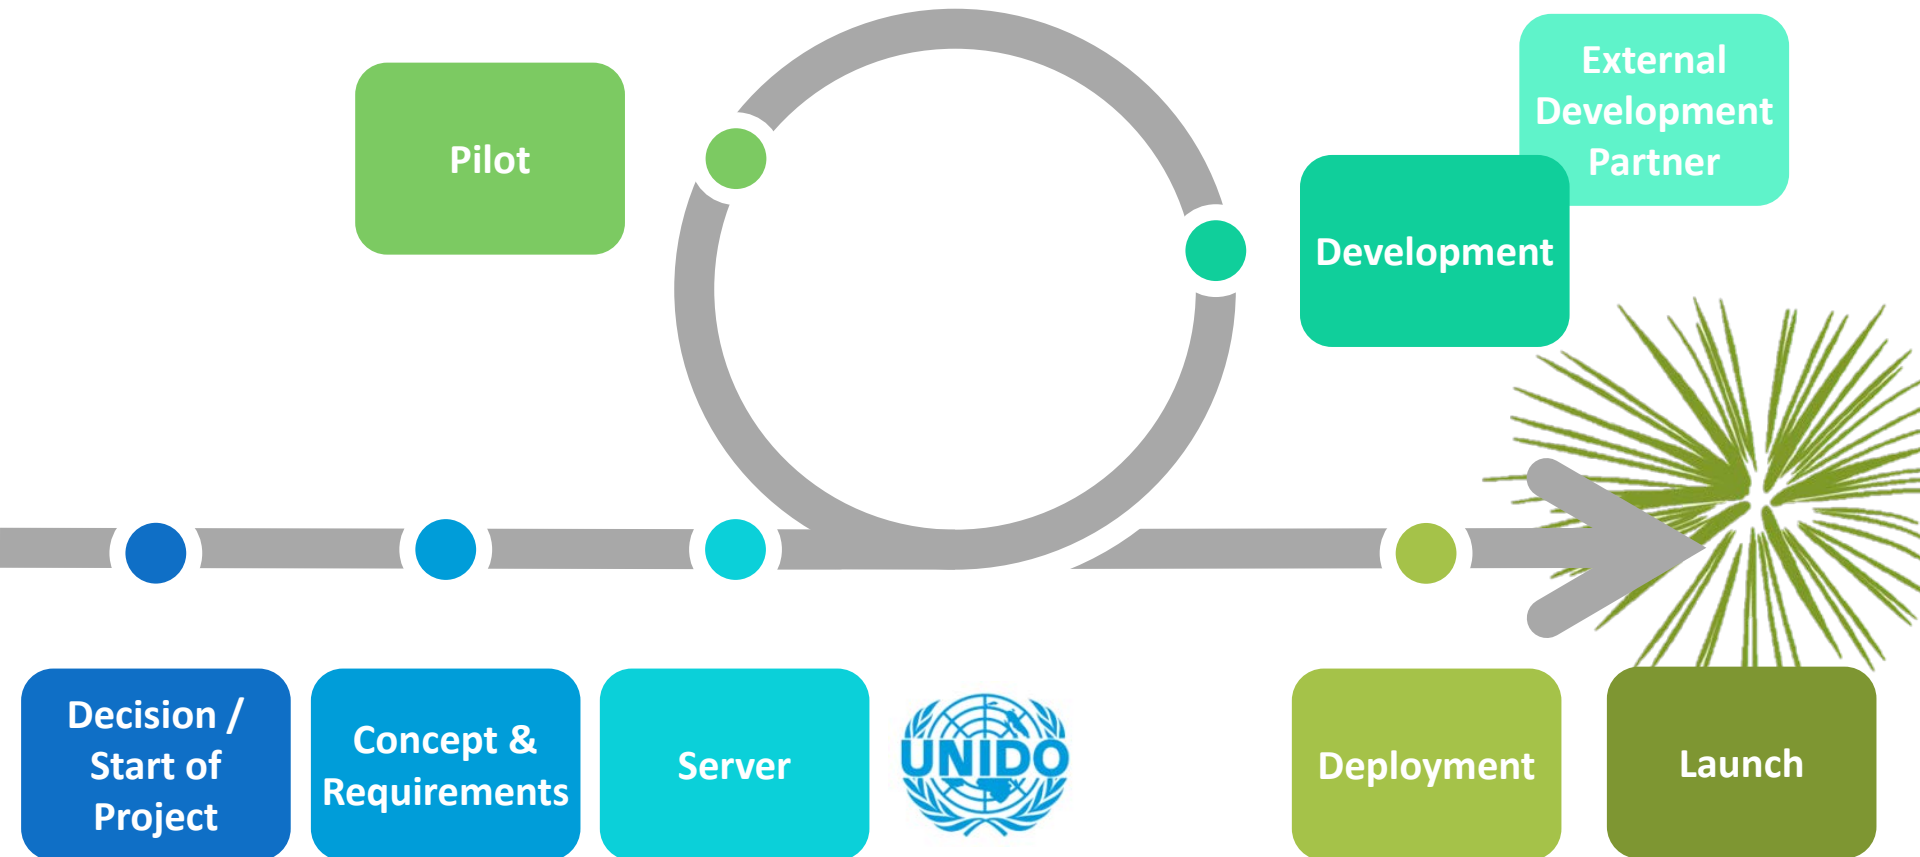 Pilot
External
Development
Partner
Development
Decision /
Start of
Project
Concept &
Requirements
Server
UNIDO
Deployment
Launch